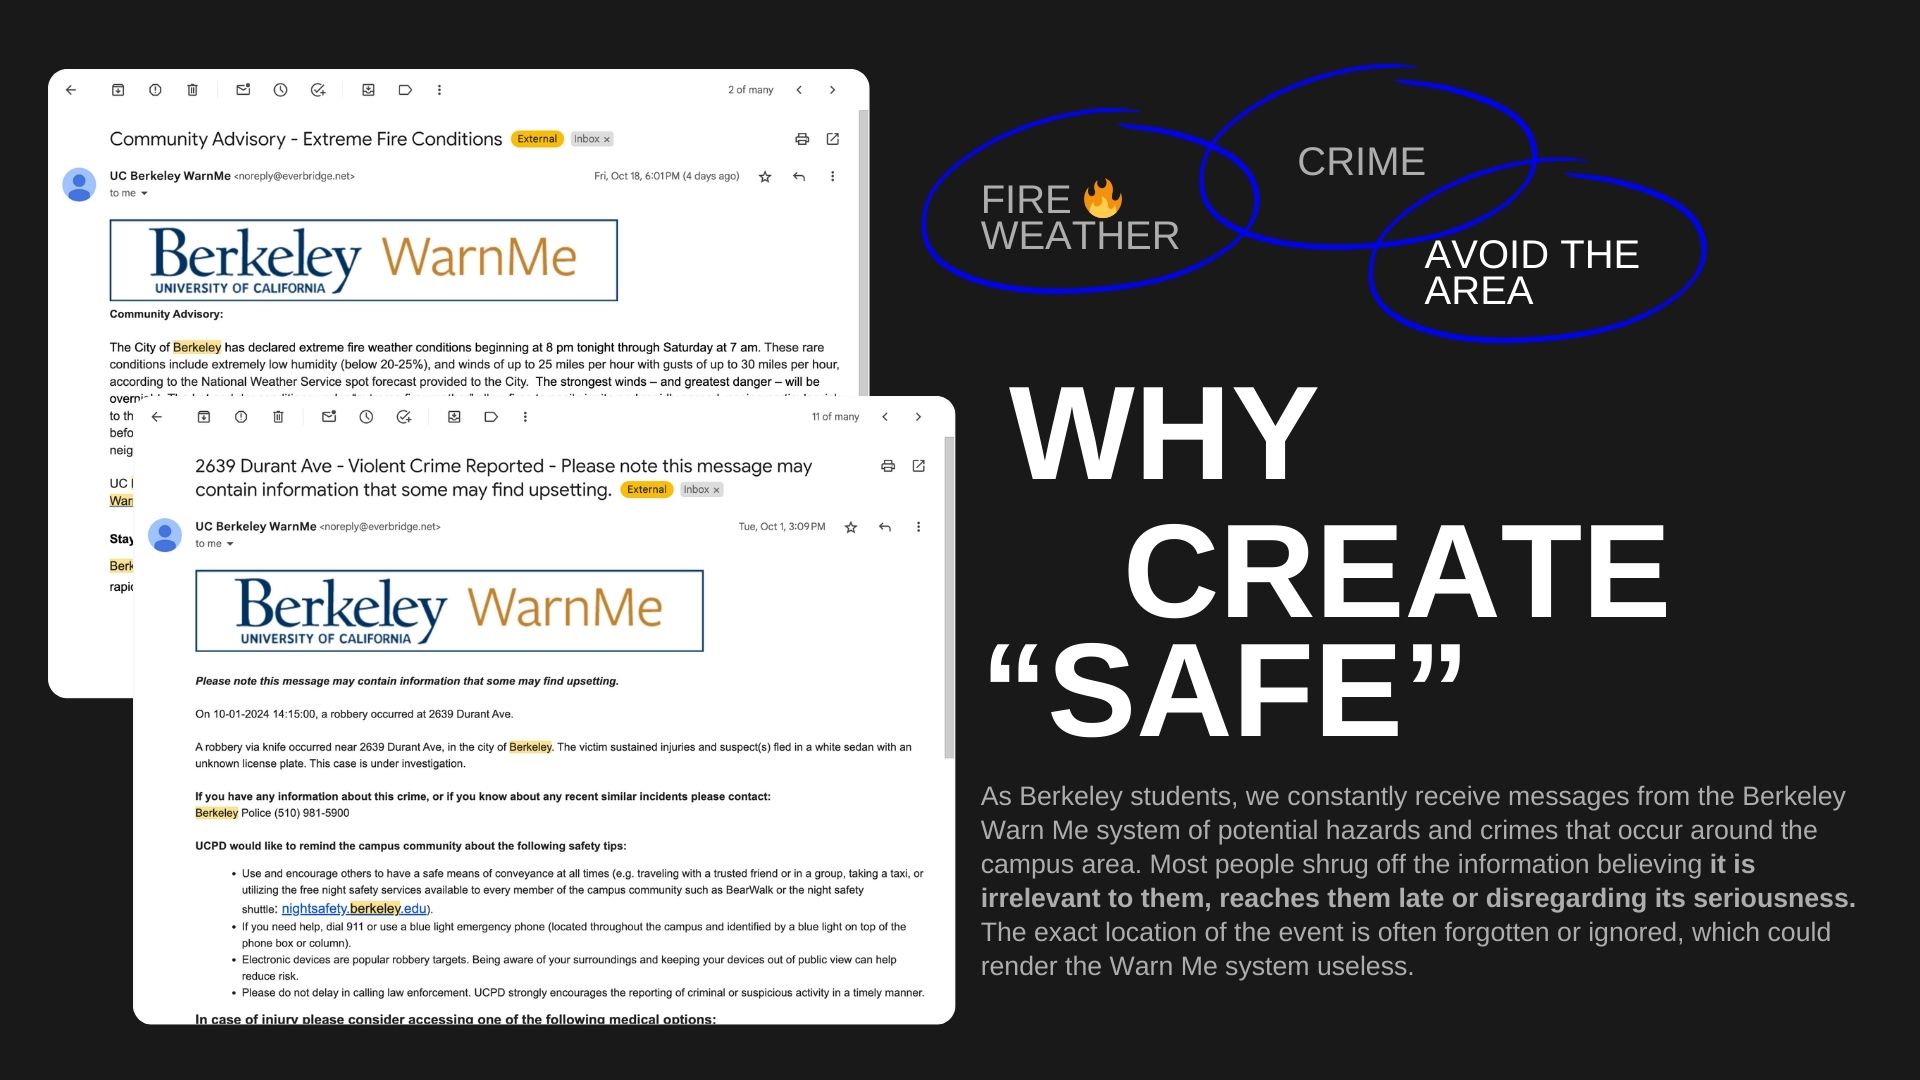 2 of many
Community Advisory - Extreme Fire Conditions External Inbox ×
UC Berkeley WarnMe <noreply@everbridge.net> Fri, Oct 18, 6:01 PM (4 days ago)
to me
Berkeley WarnMe
UNIVERSITY OF CALIFORNIA
Community Advisory:
The City of Berkeley has declared extreme fire weather conditions beginning at 8 pm tonight through Saturday at 7 am. These rare
conditions include extremely low humidity (below 20-25%), and winds of up to 25 miles per hour with gusts of up to 30 miles per hour,
according to the National Weather Service spot forecast provided to the City.  The strongest winds – and greatest danger – will be
to th
befo
neig
UC
Stay
Berk
11 of many
2639 Durant Ave - Violent Crime Reported - Please note this message may
contain information that some may find upsetting. External Inbox ×
UC Berkeley WarnMe <noreply@everbridge.net> Tue, Oct 1, 3:09 PM
to me
Berkeley WarnMe
UNIVERSITY OF CALIFORNIA
Please note this message may contain information that some may find upsetting.
On 10-01-2024 14:15:00, a robbery occurred at 2639 Durant Ave.
A robbery via knife occurred near 2639 Durant Ave, in the city of Berkeley. The victim sustained injuries and suspect(s) fled in a white sedan with an
unknown license plate. This case is under investigation.
If you have any information about this crime, or if you know about any recent similar incidents please contact:
Berkeley Police (510) 981-5900
UCPD would like to remind the campus community about the following safety tips:
• Use and encourage others to have a safe means of conveyance at all times (e.g. traveling with a trusted friend or in a group, taking a taxi, or
utilizing the free night safety services available to every member of the campus community such as BearWalk or the night safety
shuttle: nightsafety.berkeley.edu).
• If you need help, dial 911 or use a blue light emergency phone (located throughout the campus and identified by a blue light on top of the
phone box or column).
• Electronic devices are popular robbery targets. Being aware of your surroundings and keeping your devices out of public view can help
reduce risk.
• Please do not delay in calling law enforcement. UCPD strongly encourages the reporting of criminal or suspicious activity in a timely manner.
In case of injury please consider accessing one of the following medical options:
FIRE 🔥
WEATHER
CRIME
AVOID THE
AREA
WHY
CREATE
“SAFE”
As Berkeley students, we constantly receive messages from the Berkeley
Warn Me system of potential hazards and crimes that occur around the
campus area. Most people shrug off the information believing it is
irrelevant to them, reaches them late or disregarding its seriousness.
The exact location of the event is often forgotten or ignored, which could
render the Warn Me system useless.